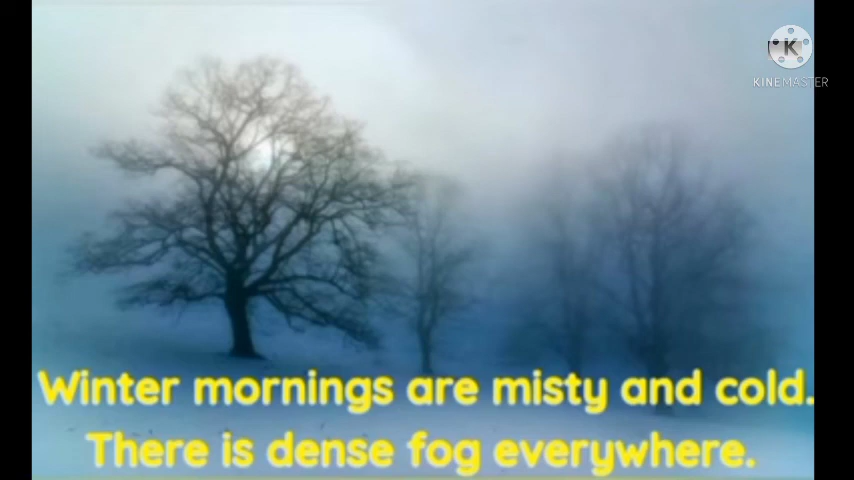 K
KINEMASTER
Winter mornings are misty and cold.
There is dense fog everywhere.